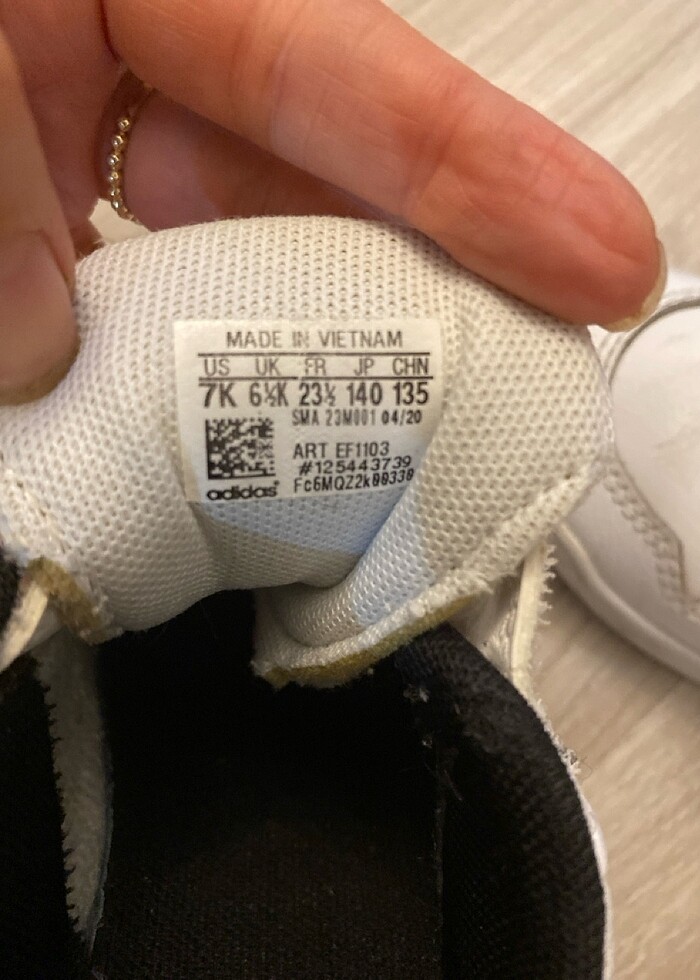 MADE IN VIETNAM
US UK FR JP CHN
7K 6½K 23½ 140 135
SMA 23M001 04/20
ART EF1103
#125443739
Fc6MQZ2k00330
adidas®